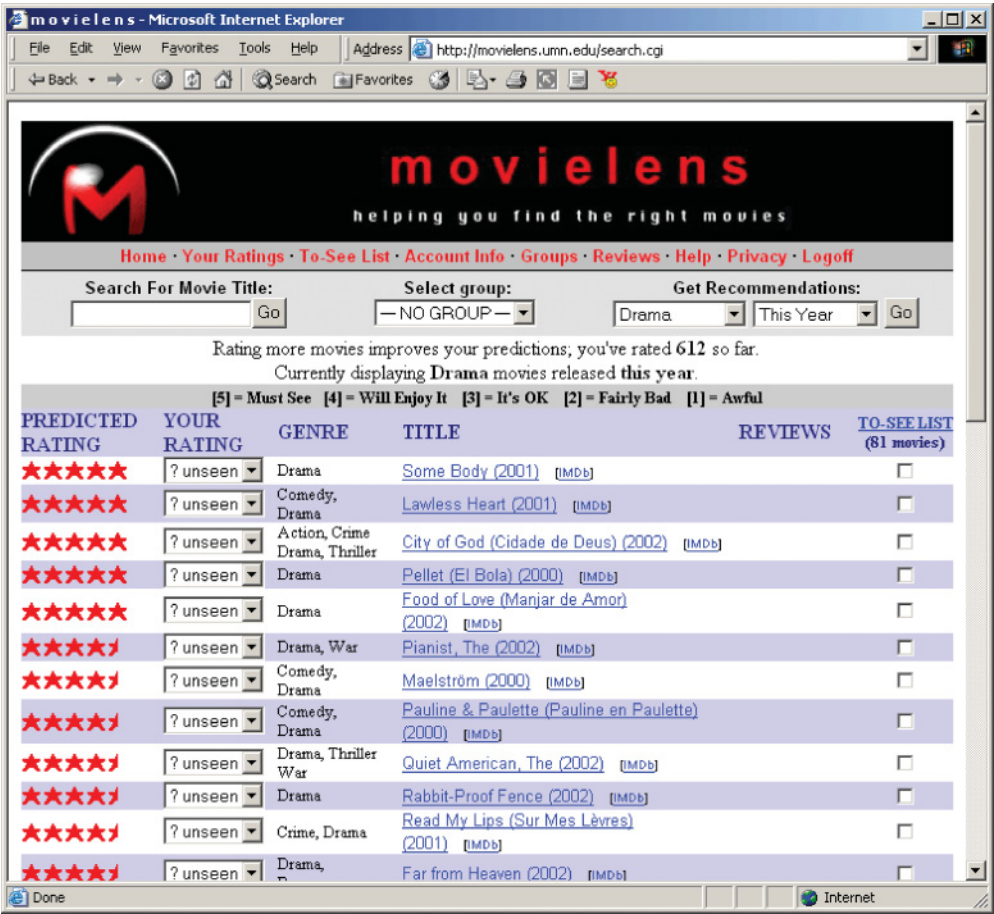 m o v i e l e n s - Microsoft Internet Explorer
File Edit View Favorites Tools Help Address http://movielens.umn.edu/search.cgi
Back Search Favorites
M
movielens
helping you find the right movies
Home · Your Ratings · To-See List · Account Info · Groups · Reviews · Help · Privacy · Logoff
Search For Movie Title: Select group: Get Recommendations:
Go — NO GROUP — Drama This Year Go
Rating more movies improves your predictions; you've rated 612 so far.
Currently displaying Drama movies released this year.
[5] = Must See [4] = Will Enjoy It [3] = It's OK [2] = Fairly Bad [1] = Awful
PREDICTED RATING YOUR RATING GENRE TITLE REVIEWS TO-SEE LIST (81 movies)
★★★★★ ? unseen Drama Some Body (2001) [IMDb]
? unseen Comedy, Drama Lawless Heart (2001) [IMDb]
? unseen Action, Crime Drama, Thriller City of God (Cidade de Deus) (2002) [IMDb]
? unseen Drama Pellet (El Bola) (2000) [IMDb]
? unseen Drama Food of Love (Manjar de Amor) (2002) [IMDb]
? unseen Drama, War Pianist, The (2002) [IMDb]
? unseen Comedy, Drama Maelström (2000) [IMDb]
? unseen Comedy, Drama Pauline & Paulette (Pauline en Paulette) (2000) [IMDb]
? unseen Drama, Thriller War Quiet American, The (2002) [IMDb]
? unseen Drama Rabbit-Proof Fence (2002) [IMDb]
? unseen Crime, Drama Read My Lips (Sur Mes Lèvres) (2001) [IMDb]
? unseen Drama, Far from Heaven (2002) [IMDb]
Done Internet